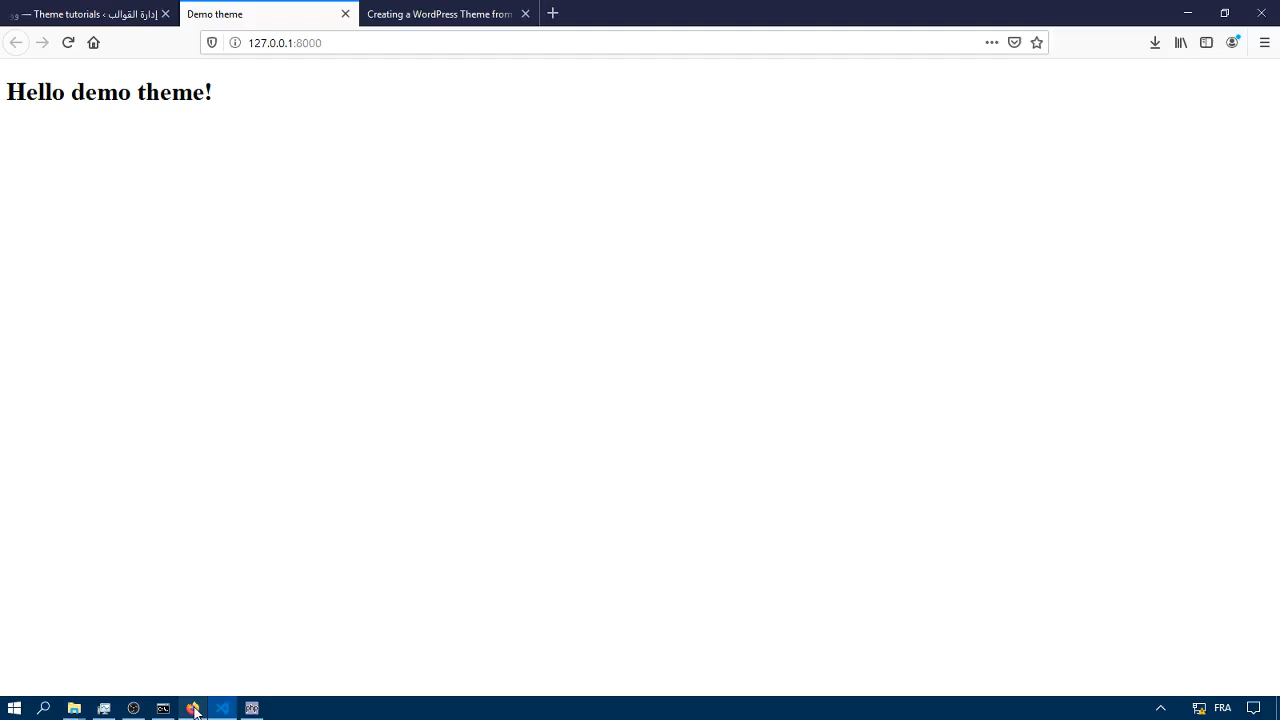 Theme tutorials ‹ إدارة القوالب —
Demo theme
Creating a WordPress Theme from
127.0.0.1:8000
Hello demo theme!
FRA